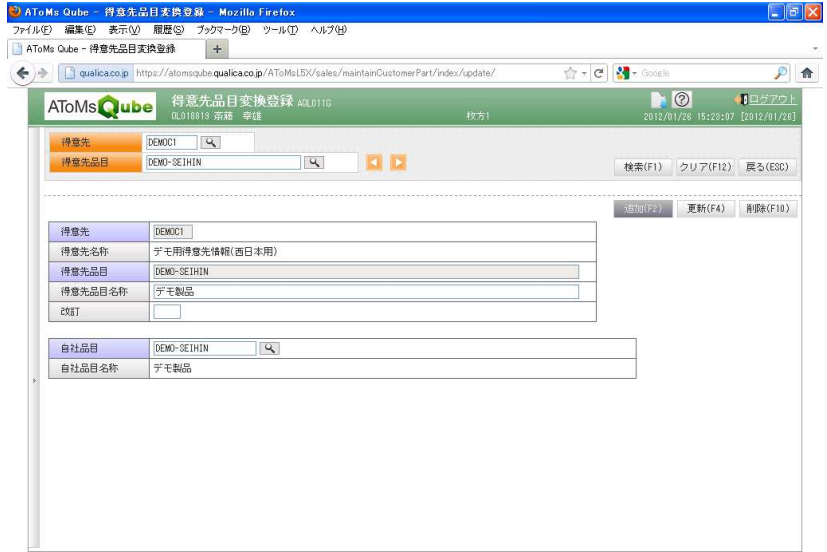 AToMs Qube - 得意先品目変換登録 - Mozilla Firefox
ファイル(F) 編集(E) 表示(V) 履歴(S) ブックマーク(B) ツール(T) ヘルプ(H)
AToMs Qube - 得意先品目変換登録 +
qualica.co.jp https://atomsqube.qualica.co.jp/AToMsL5X/sales/maintainCustomerPart/index/update/ Google
AToMs Qube 得意先品目変換登録 AOL011G ログアウト
OL018819 斎藤 幸雄 枚方1 2012/01/26 15:23:07 [2012/01/26]
得意先 DEMOC1
得意先品目 DEMO-SEIHIN
検索(F1) クリア(F12) 戻る(ESC)
追加(F2) 更新(F4) 削除(F10)
得意先 DEMOC1
得意先名称 デモ用得意先情報(西日本用)
得意先品目 DEMO-SEIHIN
得意先品目名称 デモ製品
改訂
自社品目 DEMO-SEIHIN
自社品目名称 デモ製品